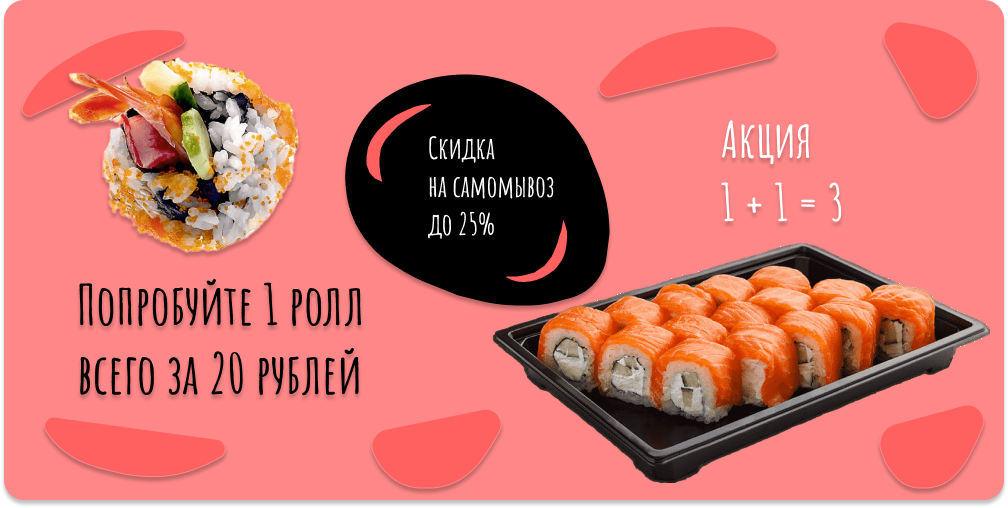 Скидка
на самомывоз
до 25%
Акция
1 + 1 = 3
Попробуйте 1 ролл
всего за 20 рублей